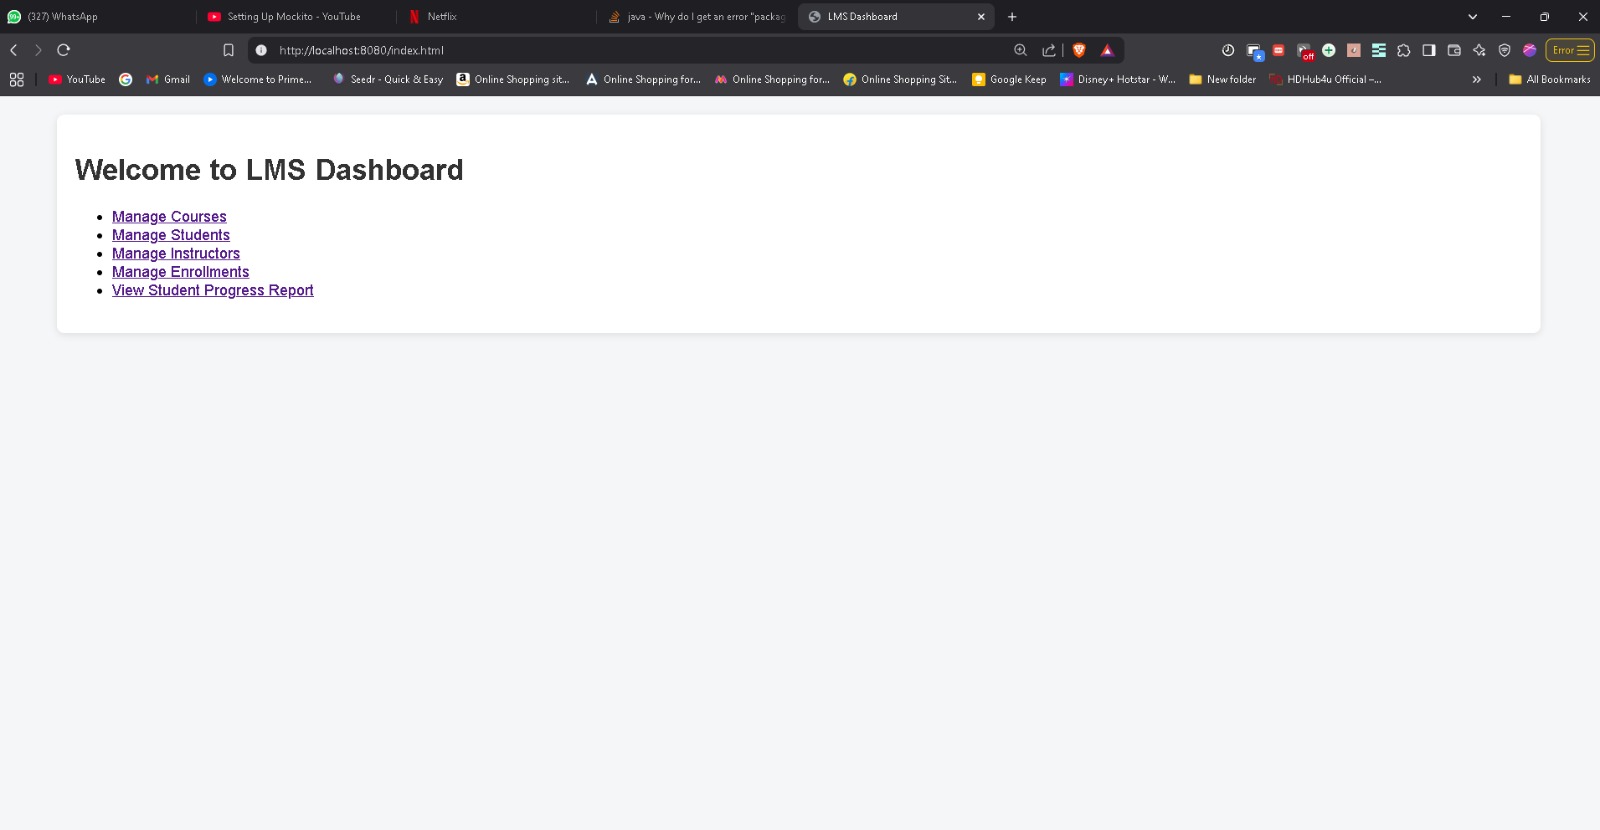 (327) WhatsApp
Setting Up Mockito - YouTube
Netflix
java - Why do I get an error "packag
LMS Dashboard
http://localhost:8080/index.html
off
Error
YouTube
Gmail
Welcome to Prime...
Seedr - Quick & Easy
Online Shopping sit...
Online Shopping for...
Online Shopping for...
Online Shopping Sit...
Google Keep
Disney+ Hotstar - W...
New folder
HDHub4u Official –...
All Bookmarks
Welcome to LMS Dashboard
Manage Courses
Manage Students
Manage Instructors
Manage Enrollments
View Student Progress Report